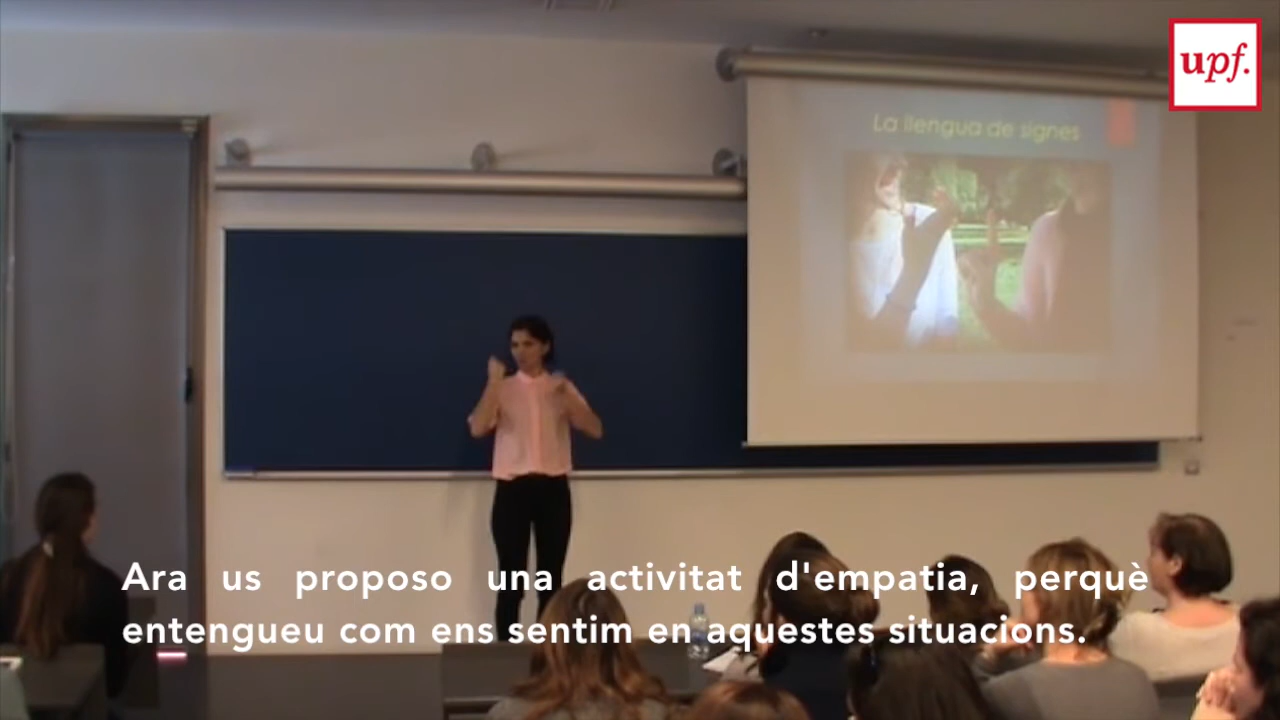 upf.
La llengua de signes
Ara us proposo una activitat d'empatia, perquè
entengueu com ens sentim en aquestes situacions.